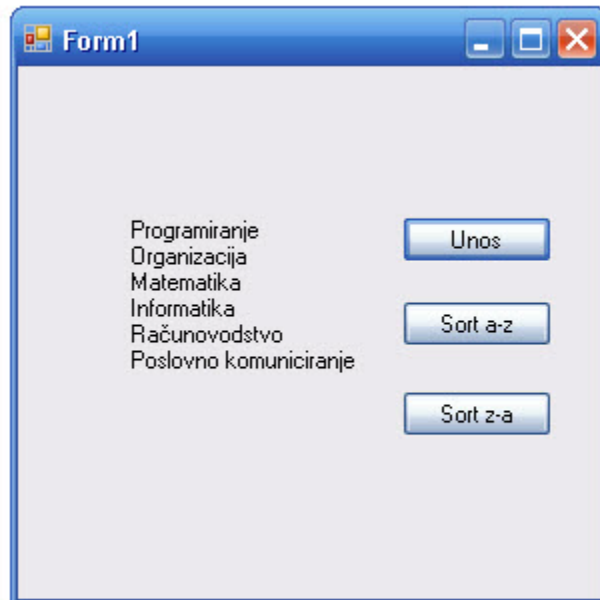 Form1
Programiranje
Organizacija
Matematika
Informatika
Računovodstvo
Poslovno komuniciranje
Unos
Sort a-z
Sort z-a